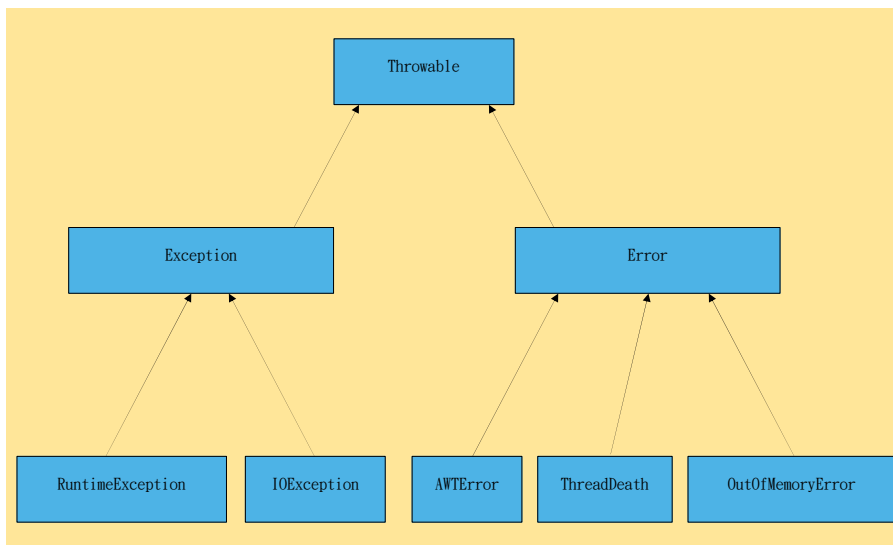 Throwable
Exception
Error
RuntimeException
IOException
AWTError
ThreadDeath
OutOfMemoryError